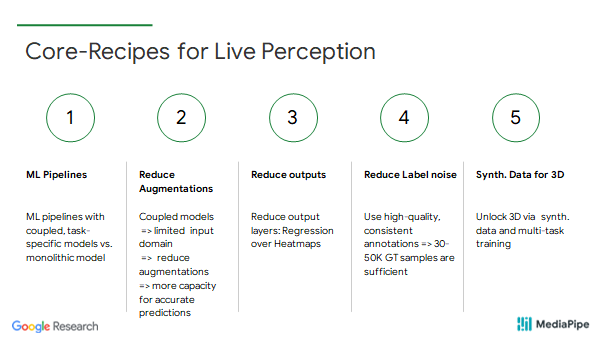 Core-Recipes for Live Perception
1
2
3
4
5
ML Pipelines
ML pipelines with
coupled, task-
specific models vs.
monolithic model
Reduce
Augmentations
Coupled models
=> limited input
domain
=> reduce
augmentations
=> more capacity
for accurate
predictions
Reduce outputs
Reduce output
layers: Regression
over Heatmaps
Reduce Label noise
Use high-quality,
consistent
annotations => 30-
50K GT samples are
sufficient
Synth. Data for 3D
Unlock 3D via synth.
data and multi-task
training
Google Research
MediaPipe